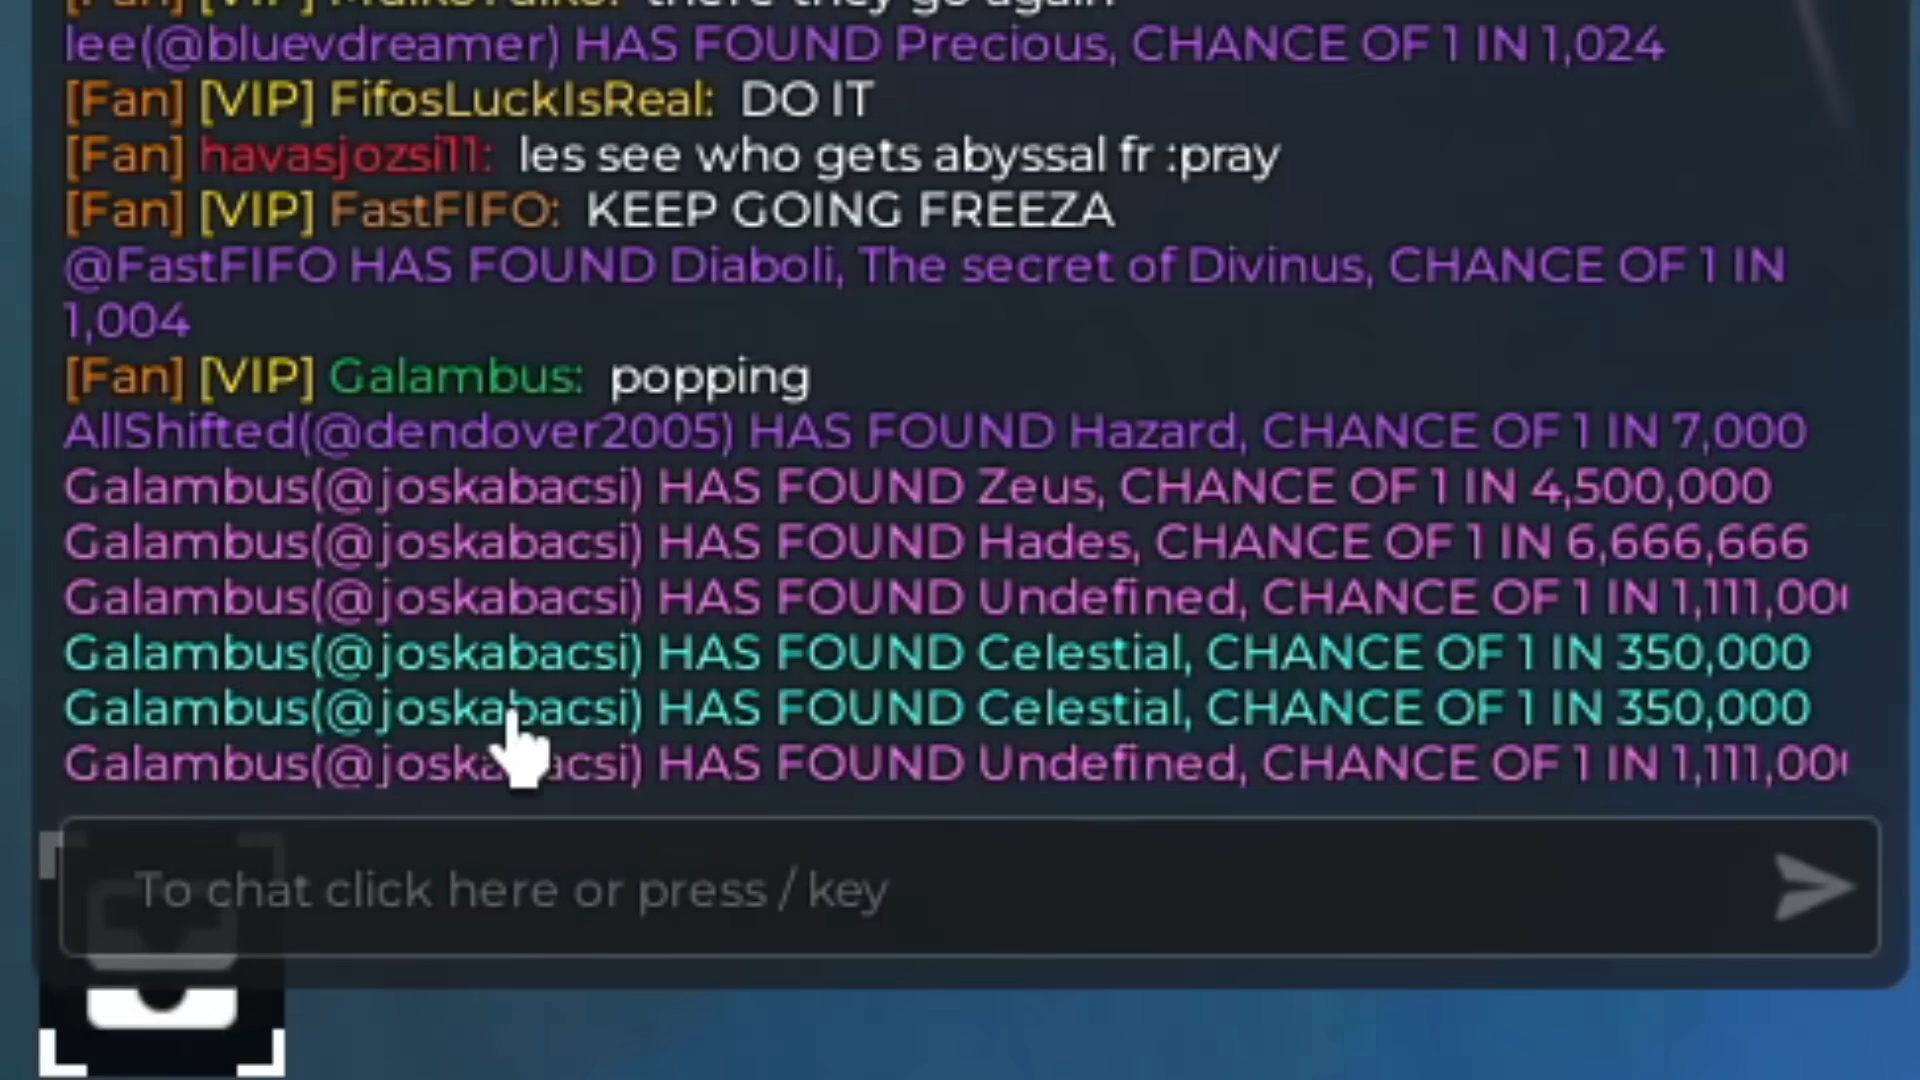 lee(@bluevdreamer) HAS FOUND Precious, CHANCE OF 1 IN 1,024
[Fan] [VIP] FifosLuckIsReal: DO IT
[Fan] havasjozsi11: les see who gets abyssal fr :pray
[Fan] [VIP] FastFIFO: KEEP GOING FREEZA
@FastFIFO HAS FOUND Diaboli, The secret of Divinus, CHANCE OF 1 IN
1,004
[Fan] [VIP] Galambus: popping
AllShifted(@dendover2005) HAS FOUND Hazard, CHANCE OF 1 IN 7,000
Galambus(@joskabacsi) HAS FOUND Zeus, CHANCE OF 1 IN 4,500,000
Galambus(@joskabacsi) HAS FOUND Hades, CHANCE OF 1 IN 6,666,666
Galambus(@joskabacsi) HAS FOUND Undefined, CHANCE OF 1 IN
Galambus(@joskabacsi) HAS FOUND Celestial, CHANCE OF 1 IN 350,000
Galambus(@joskabacsi) HAS FOUND Celestial, CHANCE OF 1 IN 350,000
Galambus(@joskabacsi) HAS FOUND Undefined, CHANCE OF 1 IN
To chat click here or press / key